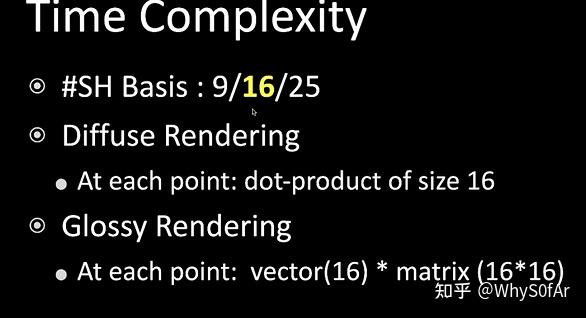 Time Complexity
#SH Basis : 9/16/25
Diffuse Rendering
At each point: dot-product of size 16
Glossy Rendering
At each point: vector(16) * matrix (16*16)
知乎 @WhyS0fAr